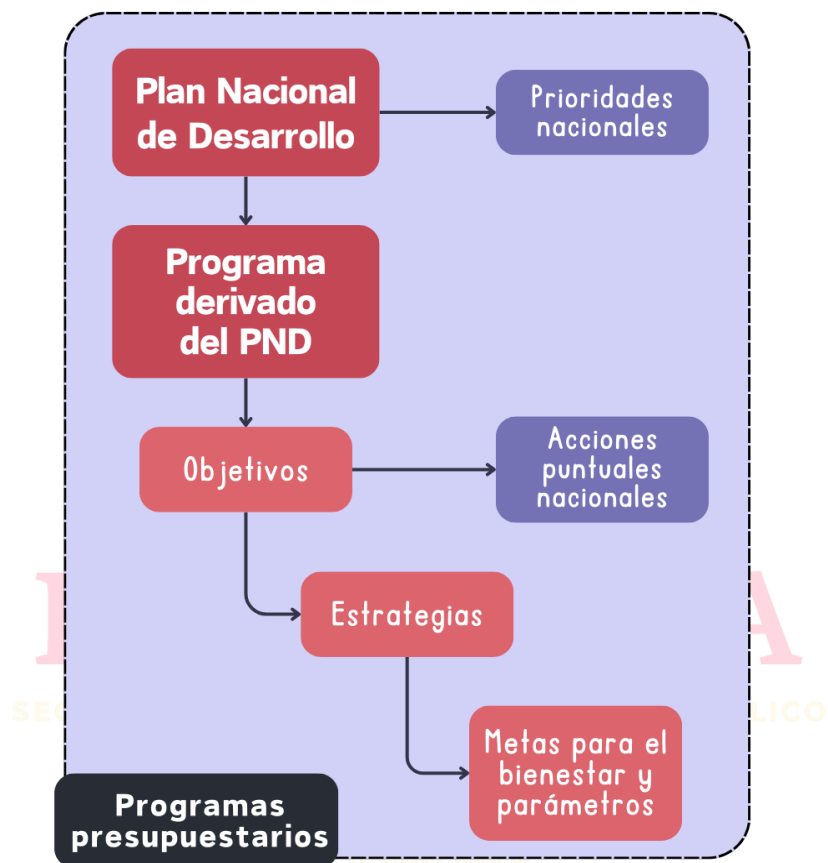 Plan Nacional
de Desarrollo
Prioridades
nacionales
Programa
derivado
del PND
Objetivos
Acciones
puntuales
nacionales
Estrategias
Metas para el
bienestar y
parámetros
Programas
presupuestarios